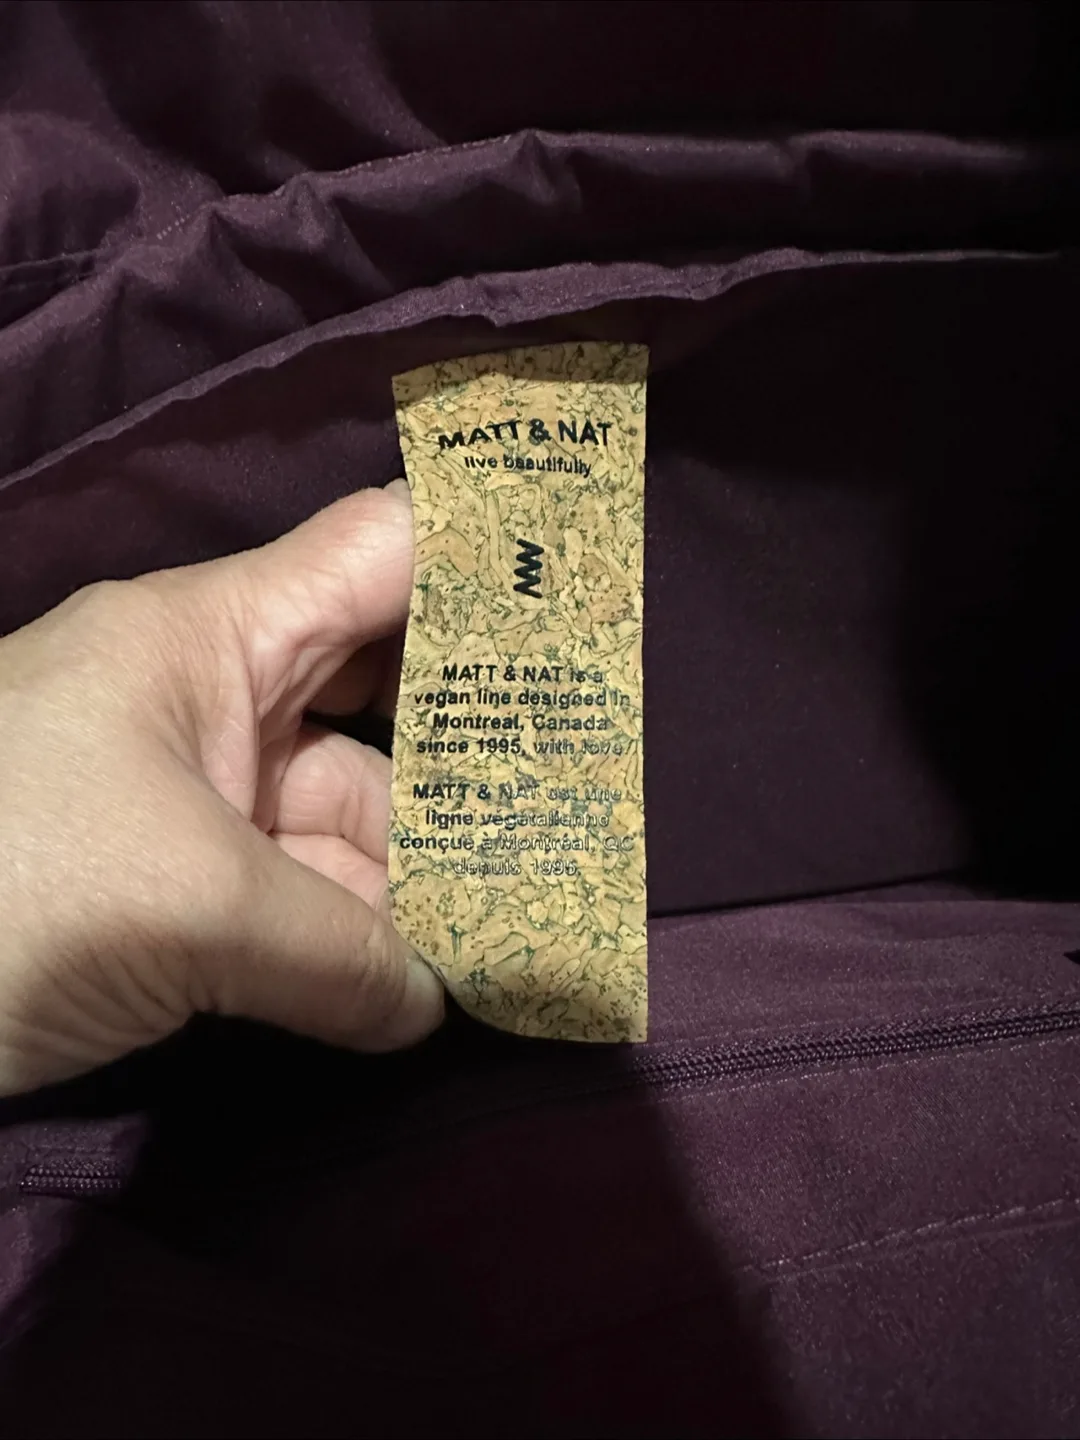 MATT & NAT
live beautifully
MATT & NAT is a
vegan line designed in
Montreal, Canada
since 1995, with love/
MATT & NAT est une
ligne végétalienne
conçue à Montréal, QC
depuis 1995.